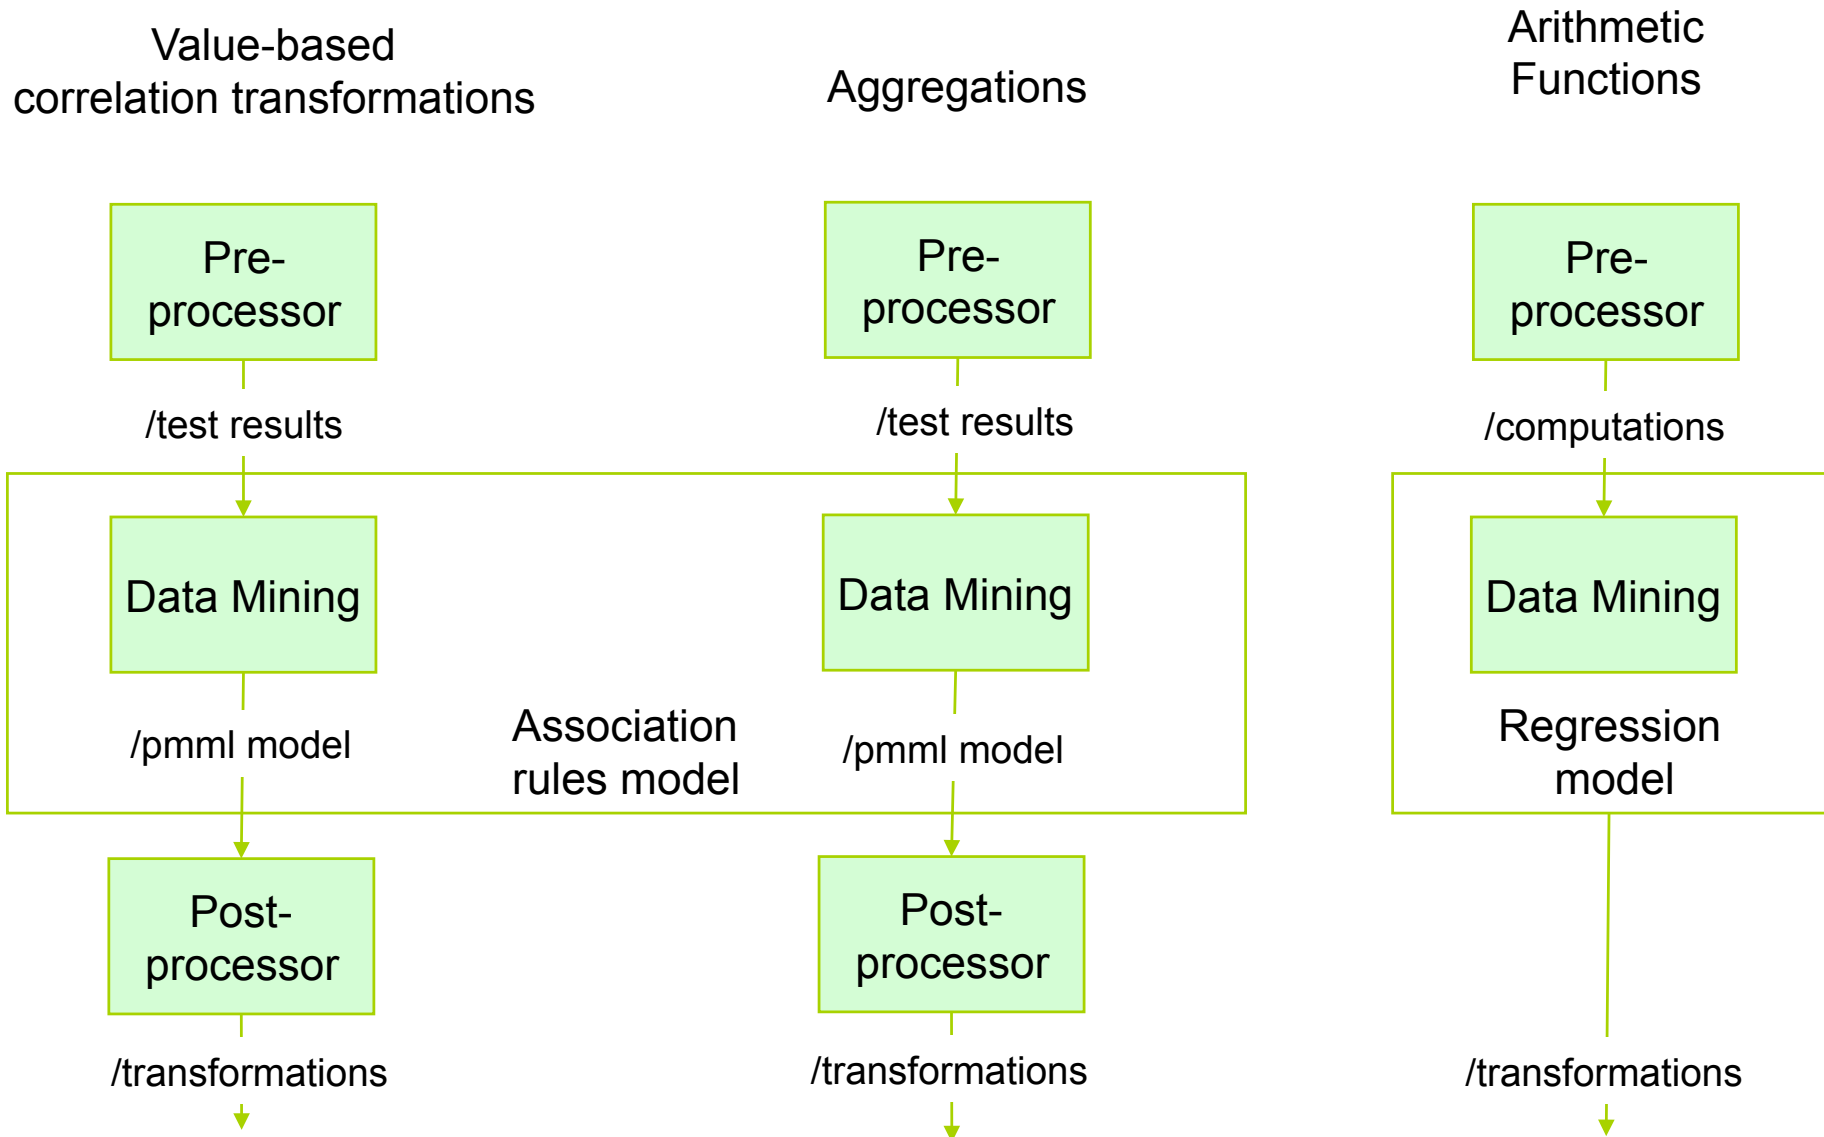 Value-based
correlation transformations
Aggregations
Arithmetic
Functions
Pre-
processor
Pre-
processor
Pre-
processor
/test results
/test results
/computations
Data Mining
Data Mining
Data Mining
/pmml model
Association
rules model
/pmml model
Regression
model
Post-
processor
Post-
processor
/transformations
/transformations
/transformations